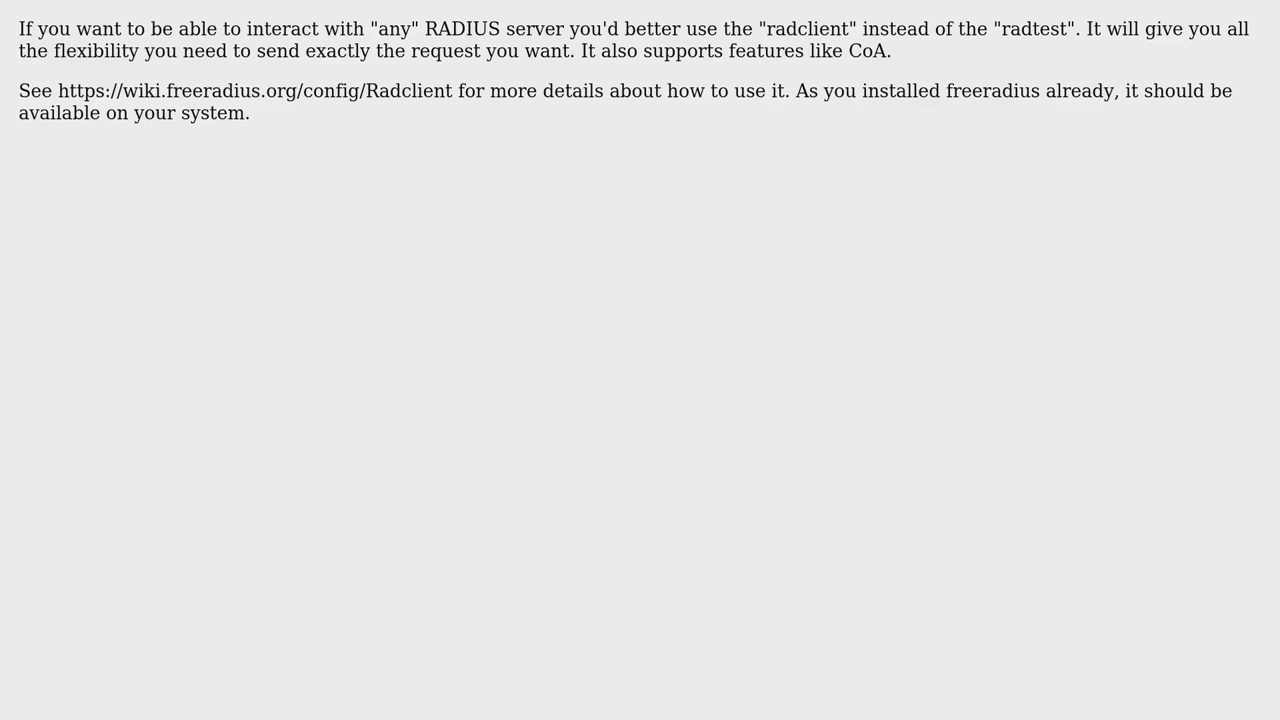 If you want to be able to interact with "any" RADIUS server you'd better use the "radclient" instead of the "radtest". It will give you all
the flexibility you need to send exactly the request you want. It also supports features like CoA.
See https://wiki.freeradius.org/config/Radclient for more details about how to use it. As you installed freeradius already, it should be
available on your system.